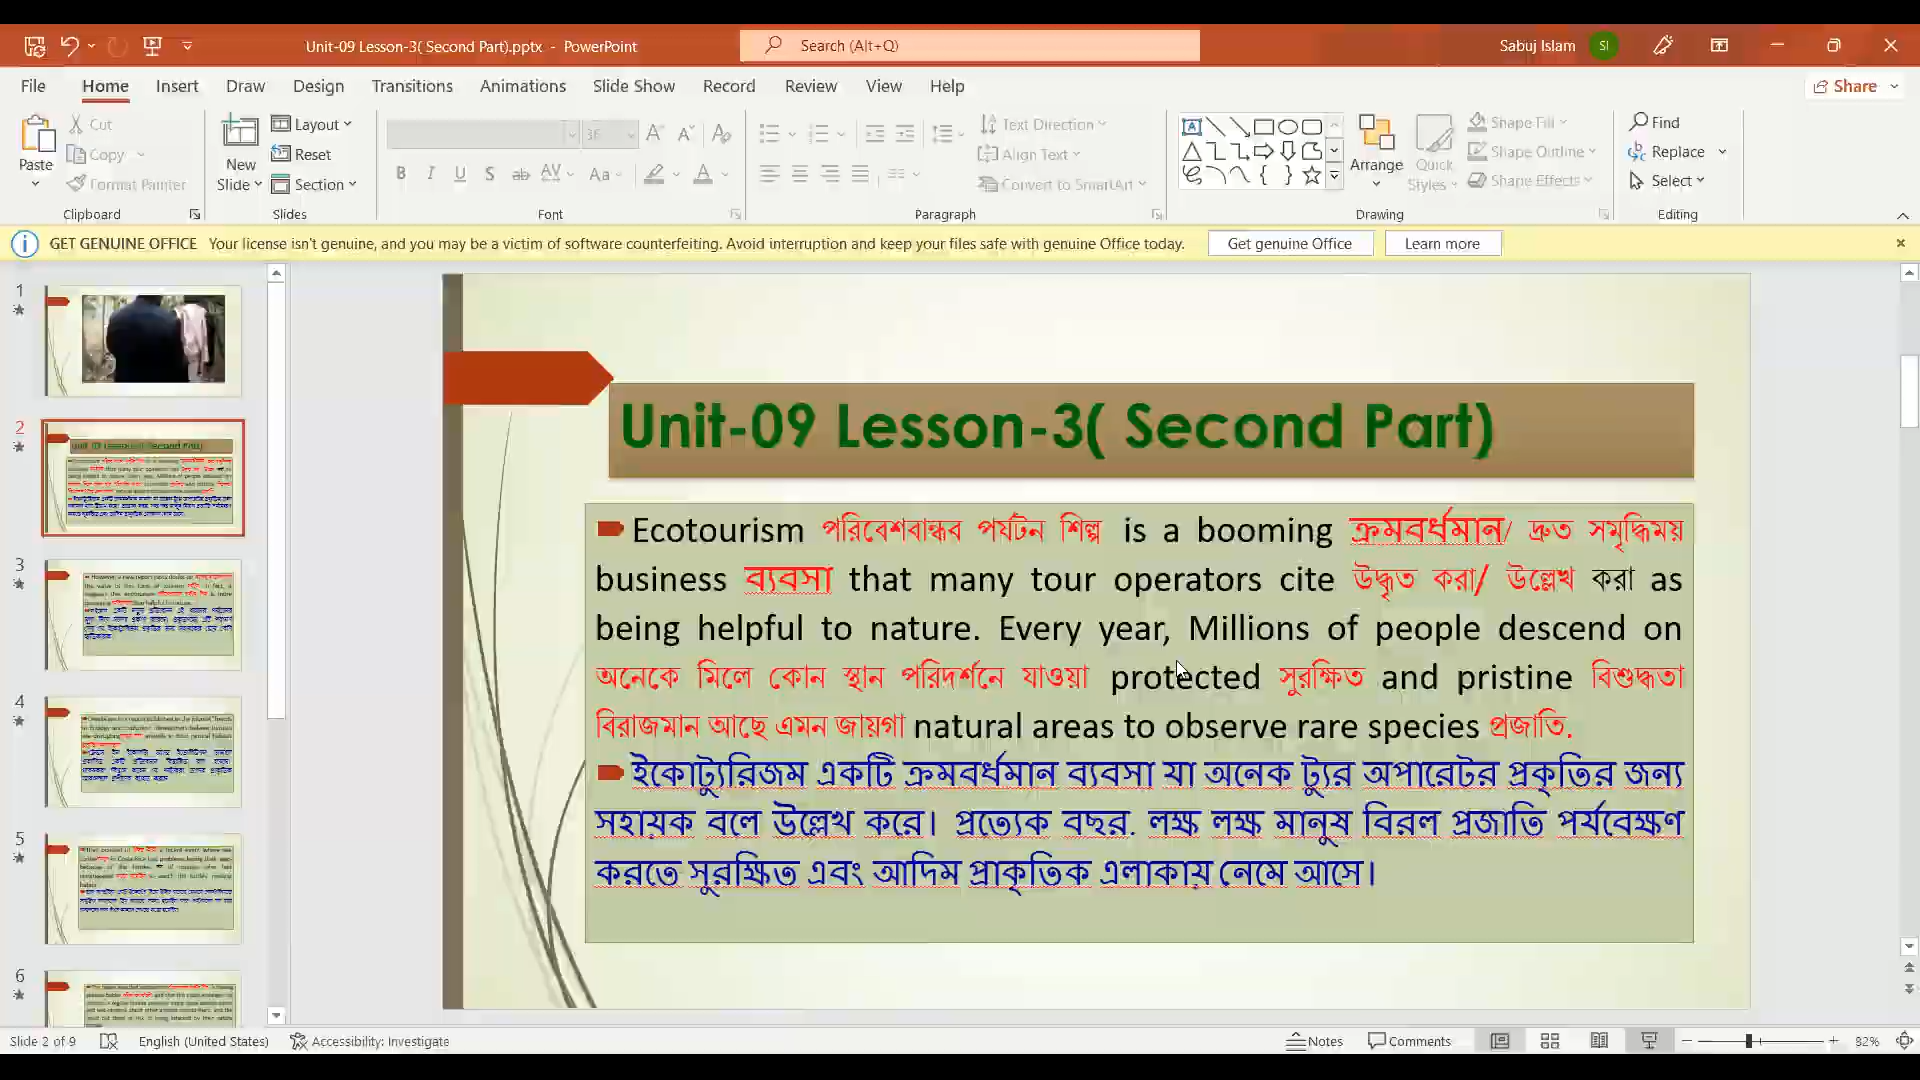 Unit-09 Lesson-3( Second Part).pptx - PowerPoint
Search (Alt+Q)
Sabuj Islam SI
File Home Insert Draw Design Transitions Animations Slide Show Record Review View Help Share
Paste
Cut
Copy
Format Painter
Clipboard
New Slide
Layout
Reset
Section
Slides
36
Font
Text Direction
Align Text
Convert to SmartArt
Paragraph
Arrange
Quick Styles
Shape Fill
Shape Outline
Shape Effects
Drawing
Find
Replace
Select
Editing
GET GENUINE OFFICE Your license isn't genuine, and you may be a victim of software counterfeiting. Avoid interruption and keep your files safe with genuine Office today. Get genuine Office Learn more
1
2
3
4
5
6
Unit-09 Lesson-3( Second Part)
Ecotourism পরিবেশবান্ধব পর্যটন শিল্প is a booming ক্রমবর্ধমান/ দ্রুত সমৃদ্ধিময়
business ব্যবসা that many tour operators cite উদ্ধৃত করা/ উল্লেখ করা as
being helpful to nature. Every year, Millions of people descend on
অনেকে মিলে কোন স্থান পরিদর্শনে যাওয়া protected সুরক্ষিত and pristine বিশুদ্ধতা
বিরাজমান আছে এমন জায়গা natural areas to observe rare species প্রজাতি.
ইকোট্যুরিজম একটি ক্রমবর্ধমান ব্যবসা যা অনেক ট্যুর অপারেটর প্রকৃতির জন্য
সহায়ক বলে উল্লেখ করে। প্রত্যেক বছর. লক্ষ লক্ষ মানুষ বিরল প্রজাতি পর্যবেক্ষণ
করতে সুরক্ষিত এবং আদিম প্রাকৃতিক এলাকায় নেমে আসে।
Slide 2 of 9 English (United States) Accessibility: Investigate Notes Comments 82%